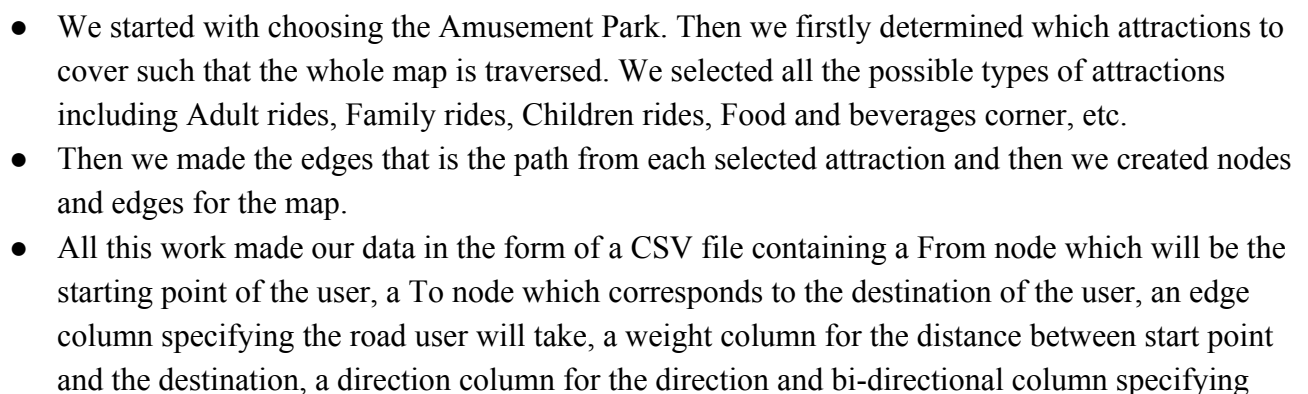 ● We started with choosing the Amusement Park. Then we firstly determined which attractions to
cover such that the whole map is traversed. We selected all the possible types of attractions
including Adult rides, Family rides, Children rides, Food and beverages corner, etc.
● Then we made the edges that is the path from each selected attraction and then we created nodes
and edges for the map.
● All this work made our data in the form of a CSV file containing a From node which will be the
starting point of the user, a To node which corresponds to the destination of the user, an edge
column specifying the road user will take, a weight column for the distance between start point
and the destination, a direction column for the direction and bi-directional column specifying